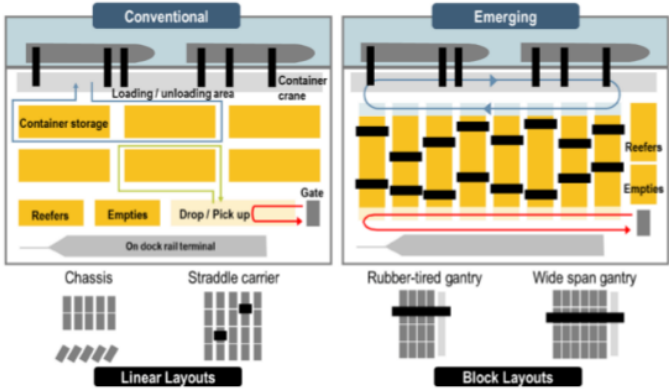 Conventional
Emerging
Container
crane
Loading / unloading area
Container storage
Gate
Reefers
Empties
Drop / Pick up
On dock rail terminal
Reefers
Empties
Chassis
Straddle carrier
Rubber-tired gantry
Wide span gantry
Linear Layouts
Block Layouts